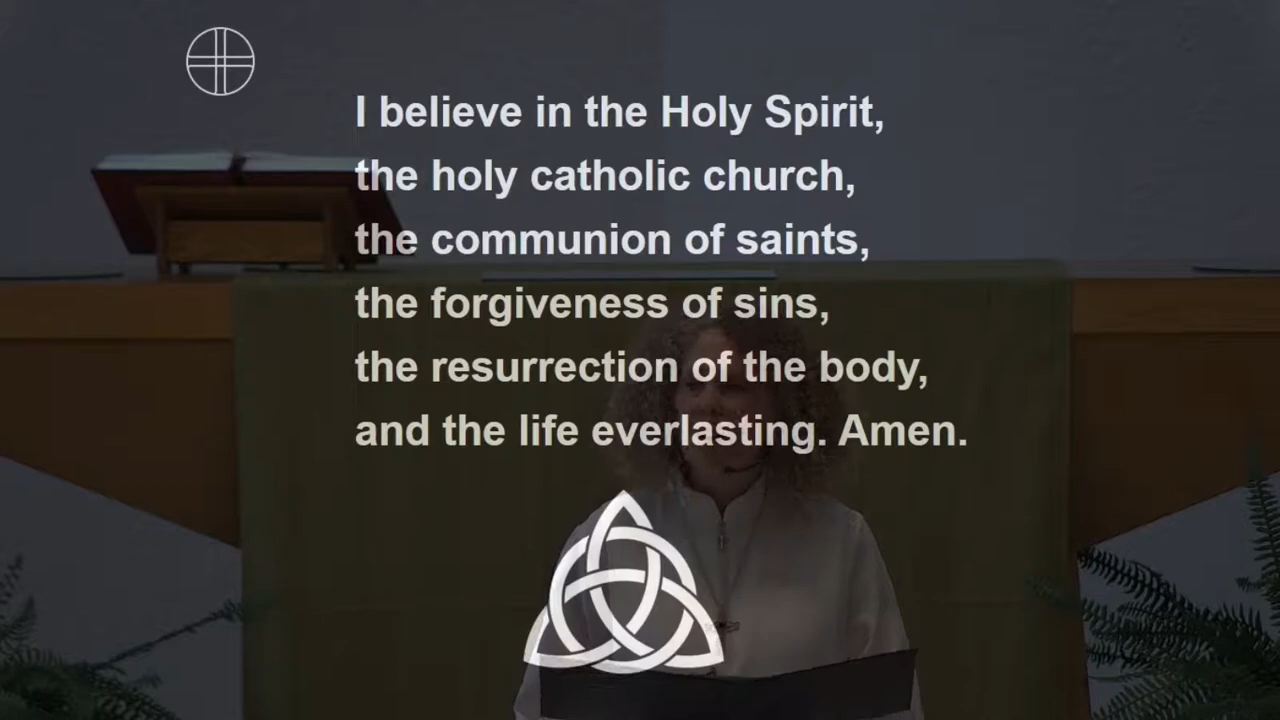 I believe in the Holy Spirit,
the holy catholic church,
the communion of saints,
the forgiveness of sins,
the resurrection of the body,
and the life everlasting. Amen.